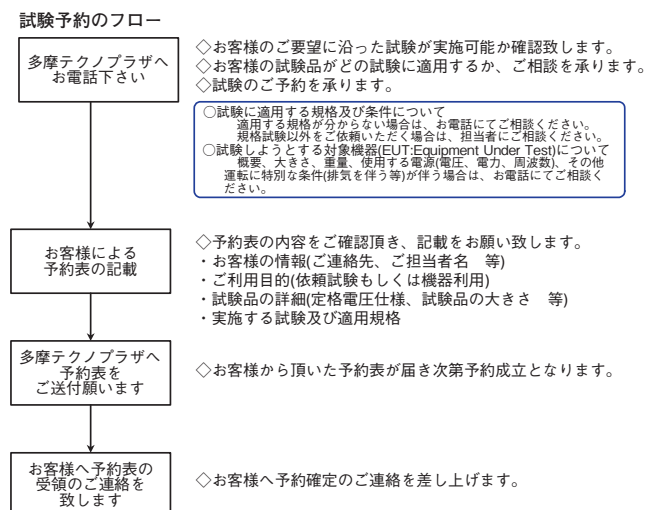 試験予約のフロー
多摩テクノプラザへ
お電話下さい
◇お客様のご要望に沿った試験が実施可能か確認致します。
◇お客様の試験品がどの試験に適用するか、ご相談を承ります。
◇試験のご予約を承ります。
○試験に適用する規格及び条件について
適用する規格が分からない場合は、お電話にてご相談ください。
規格試験以外をご依頼いただく場合は、担当者にご相談ください。
○試験しようとする対象機器(EUT:Equipment Under Test)について
概要、大きさ、重量、使用する電源(電圧、電力、周波数)、その他
運転に特別な条件(排気を伴う等)が伴う場合は、お電話にてご相談く
ださい。
お客様による
予約表の記載
◇予約表の内容をご確認頂き、記載をお願い致します。
・お客様の情報(ご連絡先、ご担当者名　等)
・ご利用目的(依頼試験もしくは機器利用)
・試験品の詳細(定格電圧仕様、試験品の大きさ　等)
・実施する試験及び適用規格
多摩テクノプラザへ
予約表を
ご送付願います
◇お客様から頂いた予約表が届き次第予約成立となります。
お客様へ予約表の
受領のご連絡を
致します
◇お客様へ予約確定のご連絡を差し上げます。